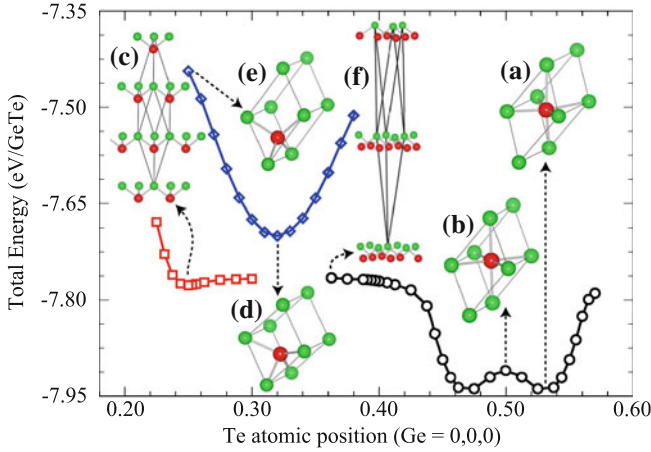 -7.35
-7.50
-7.65
-7.80
-7.95
Total Energy (eV/GeTe)
(c)
(e)
(f)
(a)
(b)
(d)
0.20 0.30 0.40 0.50 0.60
Te atomic position (Ge = 0,0,0)